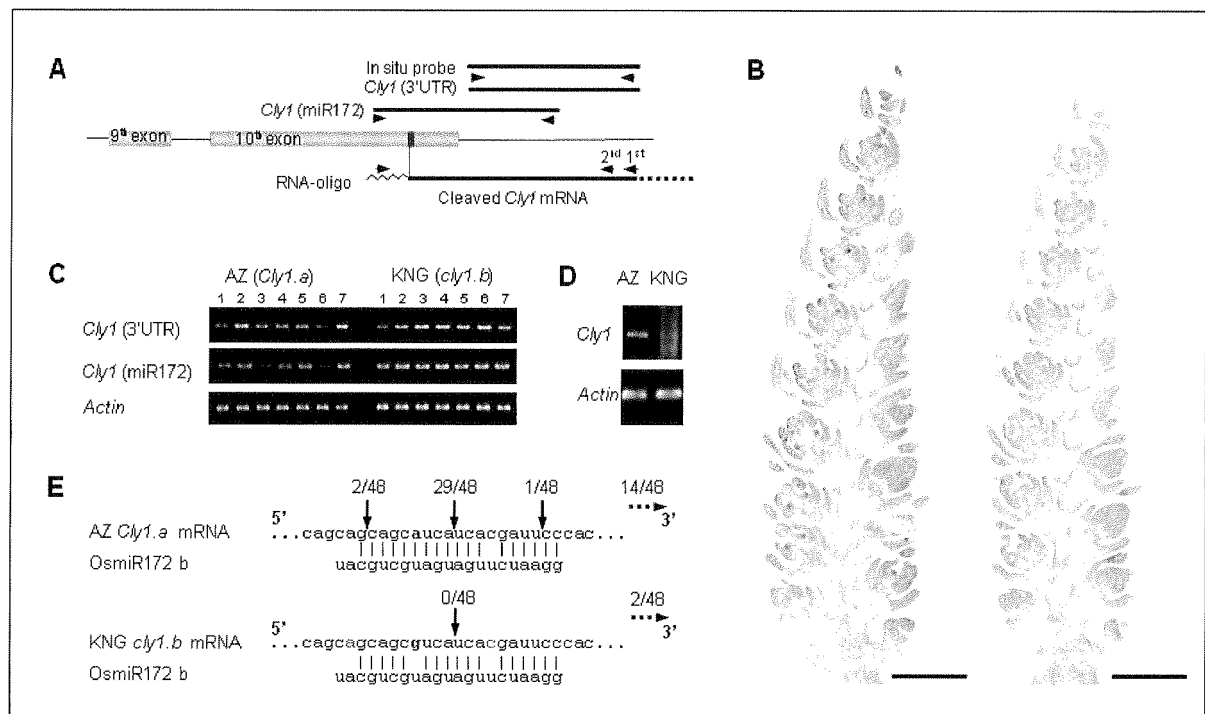 A
B
In situ probe
Cly1 (3'UTR)
Cly1 (miR172)
9th exon
10th exon
2nd 1st
RNA-oligo
Cleaved Cly1 mRNA
C
AZ (Cly1.a)
KNG (cly1.b)
1 2 3 4 5 6 7
1 2 3 4 5 6 7
Cly1 (3'UTR)
Cly1 (miR172)
Actin
D
AZ KNG
Cly1
Actin
E
2/48 29/48 1/48 14/48
5' 3'
AZ Cly1.a mRNA ...cagcagcagcaucaucacgauucccac...
OsmiR172 b uacgucguaguaguucuaagg
0/48 2/48
5' 3'
KNG cly1.b mRNA ...cagcagcagcgucaucacgauucccac...
OsmiR172 b uacgucguaguaguucuaagg